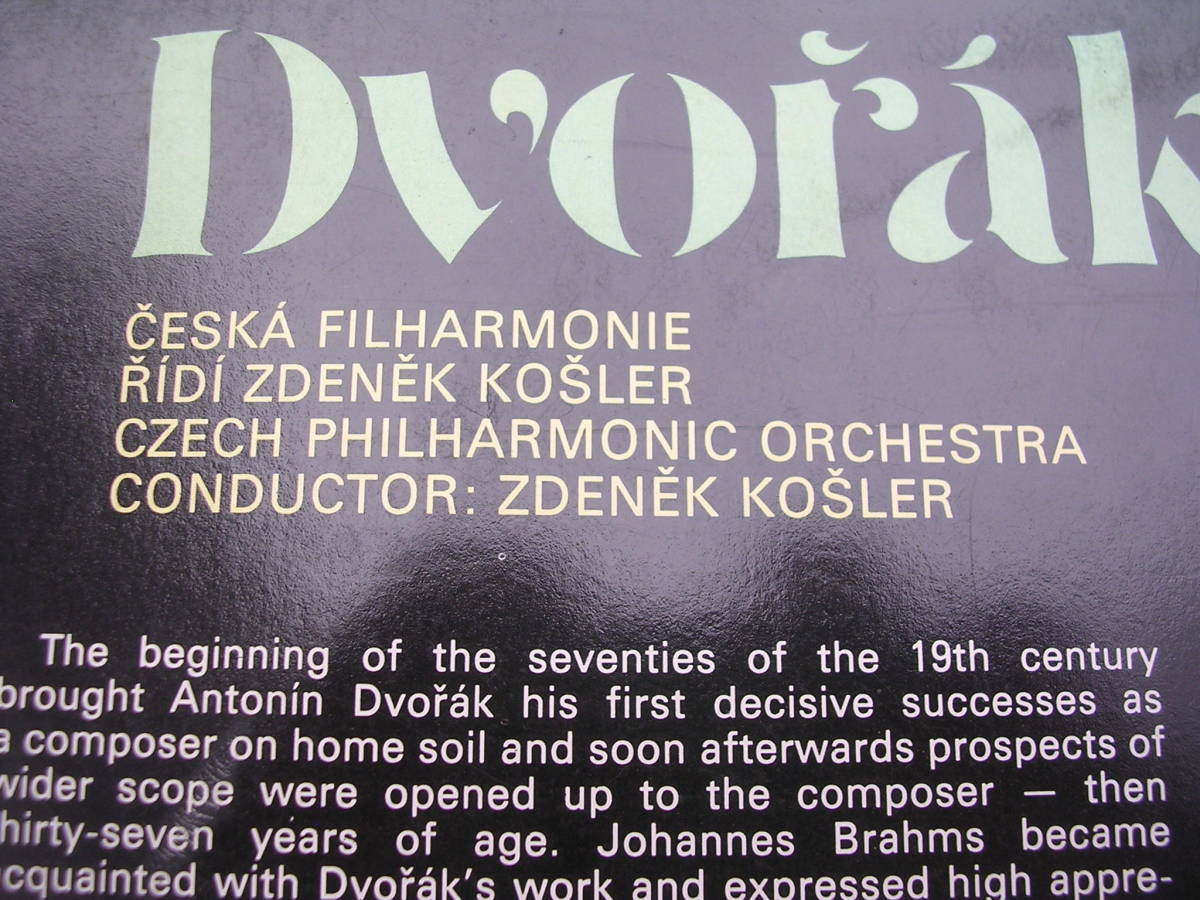 Dvořák
ČESKÁ FILHARMONIE
ŘÍDÍ ZDENĚK KOŠLER
CZECH PHILHARMONIC ORCHESTRA
CONDUCTOR: ZDENĚK KOŠLER
The beginning of the seventies of the 19th century
brought Antonín Dvořák his first decisive successes as
a composer on home soil and soon afterwards prospects of
wider scope were opened up to the composer — then
thirty-seven years of age. Johannes Brahms became
acquainted with Dvořák's work and expressed high appre-